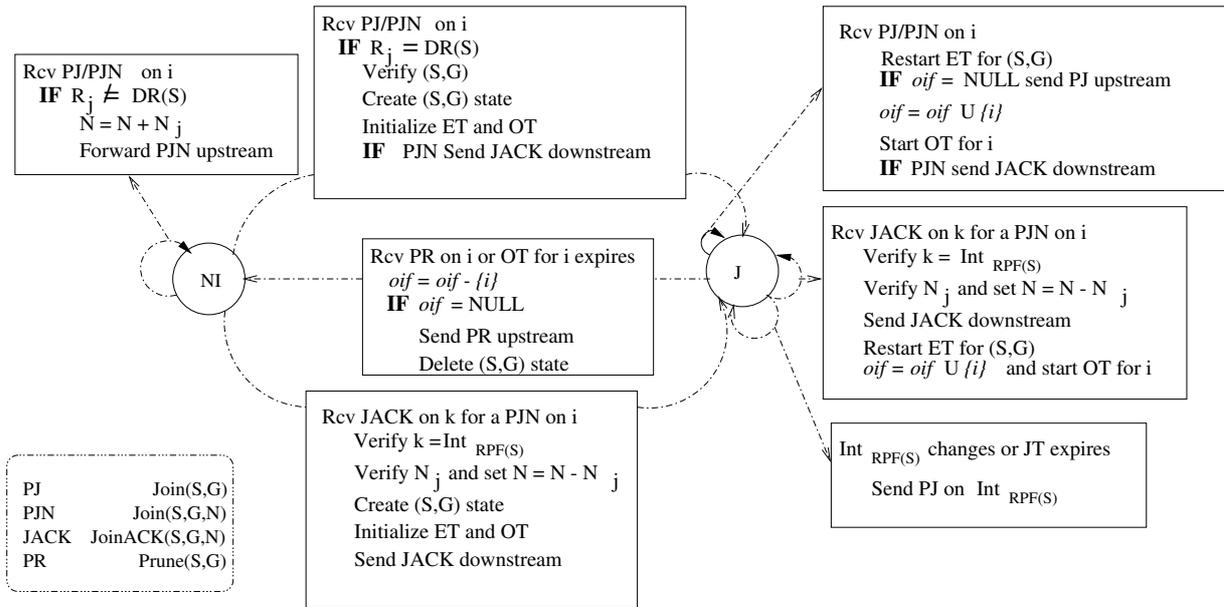 Rcv PJ/PJN on i
IF R j ≠ DR(S)
N = N + N j
Forward PJN upstream
Rcv PJ/PJN on i
IF R j = DR(S)
Verify (S,G)
Create (S,G) state
Initialize ET and OT
IF PJN Send JACK downstream
Rcv PJ/PJN on i
Restart ET for (S,G)
IF oif = NULL send PJ upstream
oif = oif U {i}
Start OT for i
IF PJN send JACK downstream
NI
Rcv PR on i or OT for i expires
oif = oif - {i}
IF oif = NULL
Send PR upstream
Delete (S,G) state
J
Rcv JACK on k for a PJN on i
Verify k = Int RPF(S)
Verify N j and set N = N - N j
Send JACK downstream
Restart ET for (S,G)
oif = oif U {i} and start OT for i
Rcv JACK on k for a PJN on i
Verify k =Int RPF(S)
Verify N j and set N = N - N j
Create (S,G) state
Initialize ET and OT
Send JACK downstream
Int RPF(S) changes or JT expires
Send PJ on Int RPF(S)
PJ Join(S,G)
PJN Join(S,G,N)
JACK JoinACK(S,G,N)
PR Prune(S,G)